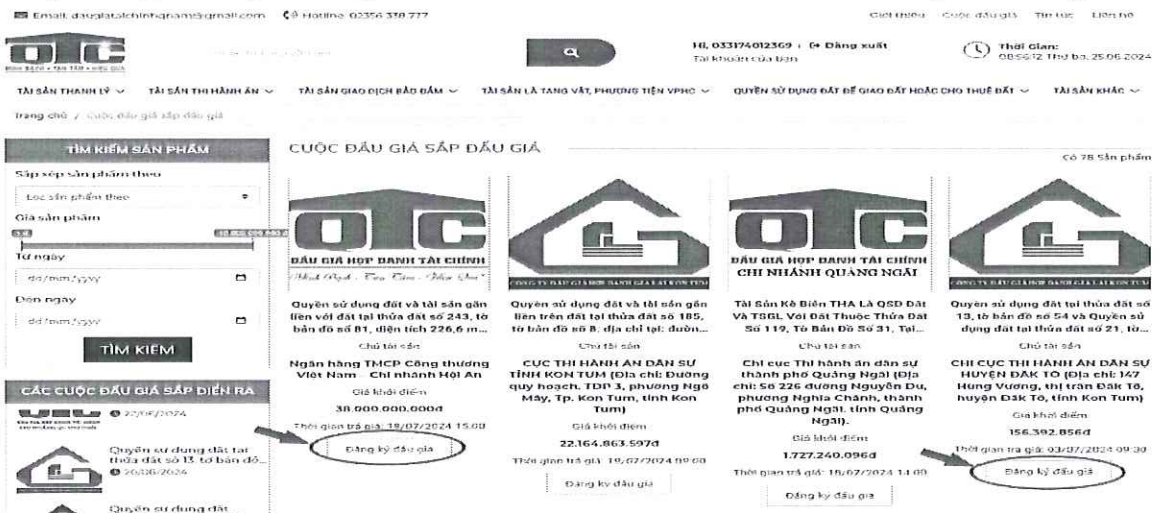 Email: daugiataichinhqnam@gmail.com
Hotline: 02356 338 777
Giới thiệu Cuộc đấu giá Tin tức Liên hệ
QTC
Hi, 033174012369 Đăng xuất
Tài khoản của bạn
Thời Gian:
08:56:12 Thứ ba, 25.06.2024
TÀI SẢN THANH LÝ
TÀI SẢN THI HÀNH ÁN
TÀI SẢN GIAO DỊCH BẢO ĐẢM
TÀI SẢN LÀ TANG VẬT, PHƯƠNG TIỆN VPHC
QUYỀN SỬ DỤNG ĐẤT ĐỂ GIAO ĐẤT HOẶC CHO THUÊ ĐẤT
TÀI SẢN KHÁC
Trang chủ / Cuộc đấu giá sắp đấu giá
TÌM KIẾM SẢN PHẨM
Sắp xếp sản phẩm theo
Lọc sản phẩm theo
Giá sản phẩm
Từ ngày
dd/mm/yyyy
Đến ngày
dd/mm/yyyy
TÌM KIẾM
CÁC CUỘC ĐẤU GIÁ SẮP DIỄN RA
Quyền sử dụng đất tại
thửa đất số 13 tờ bản đồ...
Quyền sử dụng đất
CUỘC ĐẤU GIÁ SẮP ĐẤU GIÁ
Có 78 Sản phẩm
QTC
ĐẤU GIÁ HỢP DANH TÀI CHÍNH
Quyền sử dụng đất và tài sản gắn
liền với đất tại thửa đất số 243, tờ
bản đồ số 81, diện tích 226,6 m...
Chủ tài sản
Ngân hàng TMCP Công thương
Việt Nam - Chi nhánh Hội An
Giá khởi điểm
38.000.000.000đ
Thời gian trả giá: 18/07/2024 15:00
Đăng ký đấu giá
CÔNG TY ĐẤU GIÁ HỢP DANH GIA LAI KON TUM
Quyền sử dụng đất và tài sản gắn
liền trên đất tại thửa đất số 185,
tờ bản đồ số 8, địa chỉ tại: đườn...
Chủ tài sản
CỤC THI HÀNH ÁN DÂN SỰ
TỈNH KON TUM (Địa chỉ: Đường
quy hoạch, TDP 3, phường Ngô
Mây, Tp. Kon Tum, tỉnh Kon
Tum)
Giá khởi điểm
22.164.863.597đ
Thời gian trả giá: 19/07/2024 09:00
Đăng ký đấu giá
QTC
ĐẤU GIÁ HỢP DANH TÀI CHÍNH
CHI NHÁNH QUẢNG NGÃI
Tài Sản Kê Biên THA Là QSD Đất
Và TSGL Với Đất Thuộc Thửa Đất
Số 119, Tờ Bản Đồ Số 31, Tại...
Chủ tài sản
Chi cục Thi hành án dân sự
thành phố Quảng Ngãi (Địa
chỉ: Số 226 đường Nguyễn Du,
phường Nghĩa Chánh, thành
phố Quảng Ngãi, tỉnh Quảng
Ngãi).
Giá khởi điểm
1.727.240.096đ
Thời gian trả giá: 18/07/2024 14:00
Đăng ký đấu giá
CÔNG TY ĐẤU GIÁ HỢP DANH GIA LAI KON TUM
Quyền sử dụng đất tại thửa đất số
13, tờ bản đồ số 54 và Quyền sử
dụng đất tại thửa đất số 21, tờ...
Chủ tài sản
CHI CỤC THI HÀNH ÁN DÂN SỰ
HUYỆN ĐĂK TÔ (Địa chỉ: 147
Hùng Vương, thị trấn Đăk Tô,
huyện Đăk Tô, tỉnh Kon Tum)
Giá khởi điểm
156.392.856đ
Thời gian trả giá: 03/07/2024 09:30
Đăng ký đấu giá